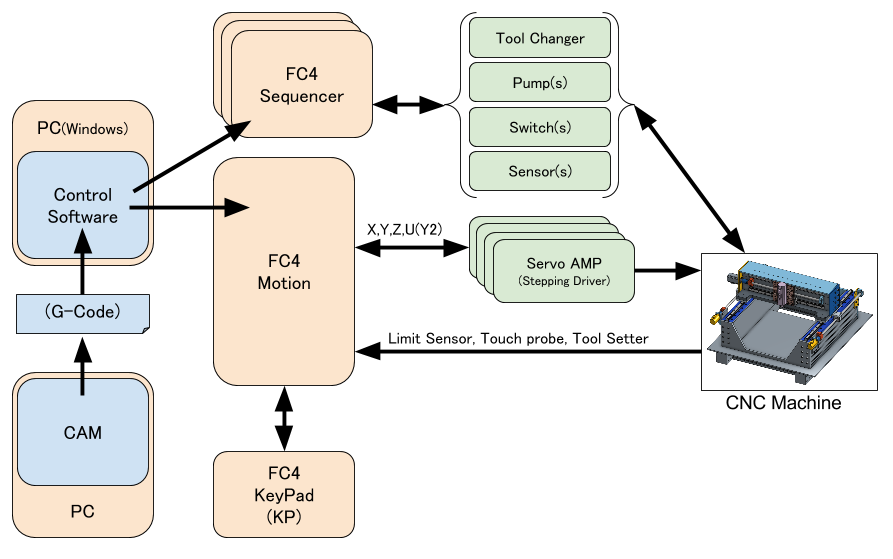 FC4
Sequencer
Tool Changer
Pump(s)
Switch(s)
Sensor(s)
PC(Windows)
Control
Software
(G-Code)
CAM
PC
FC4
Motion
X,Y,Z,U(Y2)
Servo AMP
(Stepping Driver)
Limit Sensor, Touch probe, Tool Setter
CNC Machine
FC4
KeyPad
(KP)